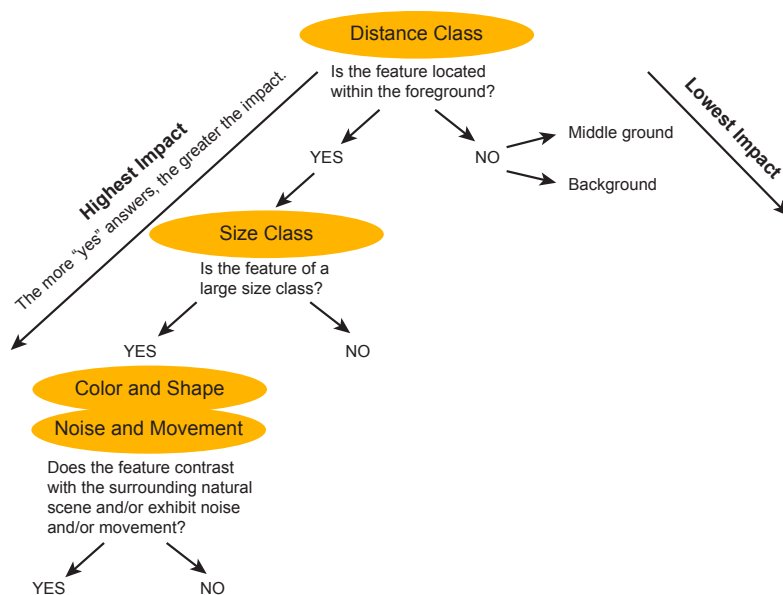 Distance Class
Is the feature located
within the foreground?
Highest Impact
The more “yes” answers, the greater the impact.
Lowest Impact
YES
NO
Middle ground
Background
Size Class
Is the feature of a
large size class?
YES
NO
Color and Shape
Noise and Movement
Does the feature contrast
with the surrounding natural
scene and/or exhibit noise
and/or movement?
YES
NO